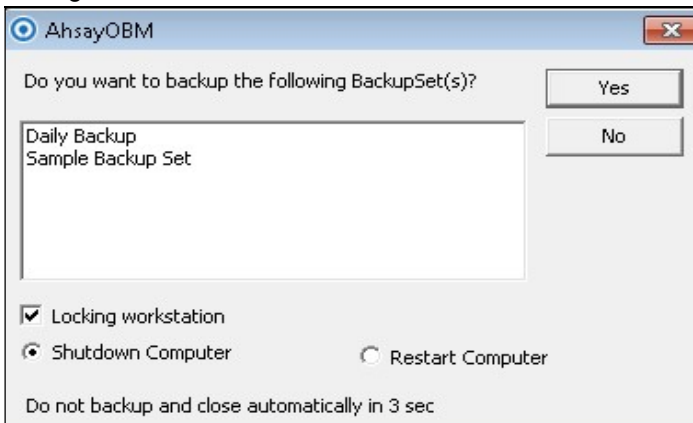 AhsayOBM
Do you want to backup the following BackupSet(s)?
Yes
No
Daily Backup
Sample Backup Set
Locking workstation
Shutdown Computer
Restart Computer
Do not backup and close automatically in 3 sec